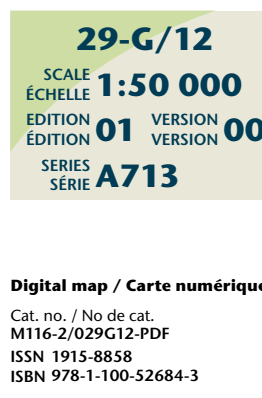 29-G/12
SCALE
ÉCHELLE 1:50 000
EDITION
ÉDITION 01 VERSION
VERSION 00
SERIES
SÉRIE A713
Digital map / Carte numérique
Cat. no. / No de cat.
M116-2/029G12-PDF
ISSN 1915-8858
ISBN 978-1-100-52684-3